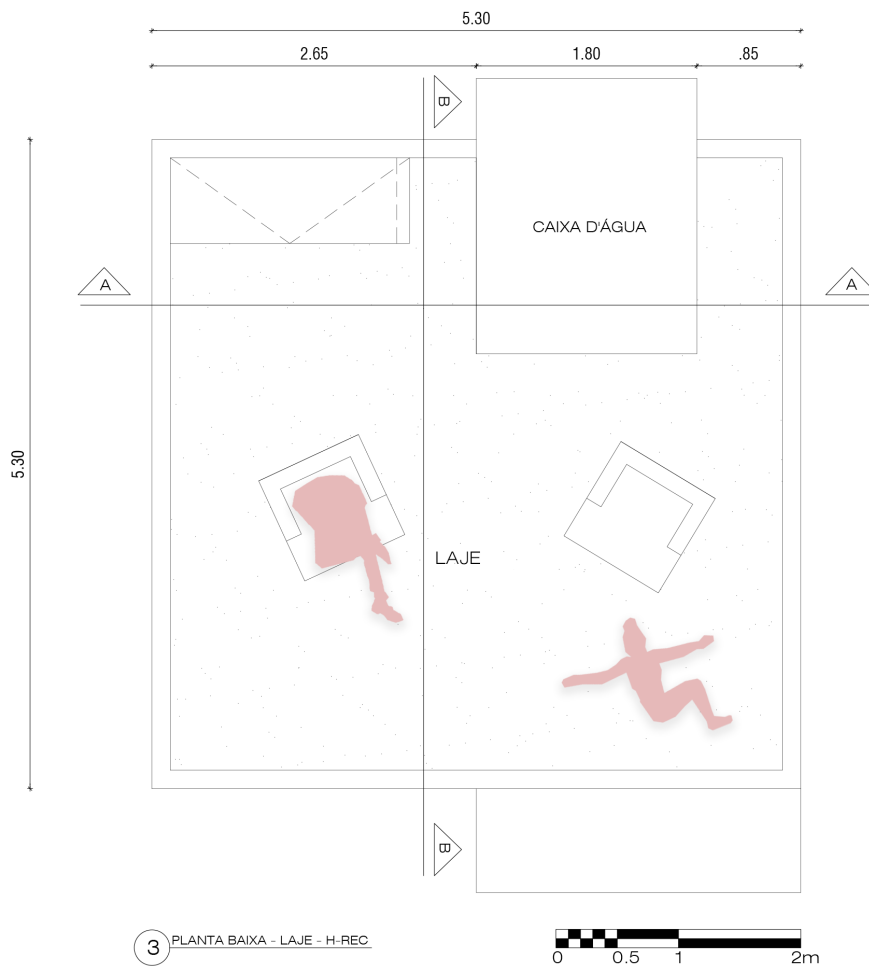 5.30
2.65 1.80 .85
B
CAIXA D'ÁGUA
A A
5.30
LAJE
B
3 PLANTA BAIXA - LAJE - H-REC
0 0.5 1 2m